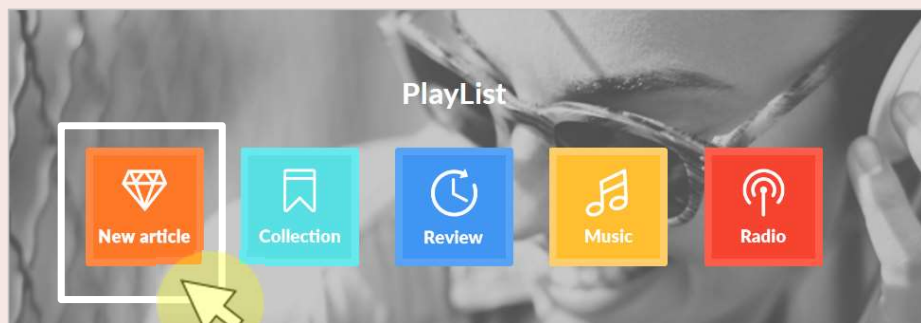 PlayList
New article
Collection
Review
Music
Radio